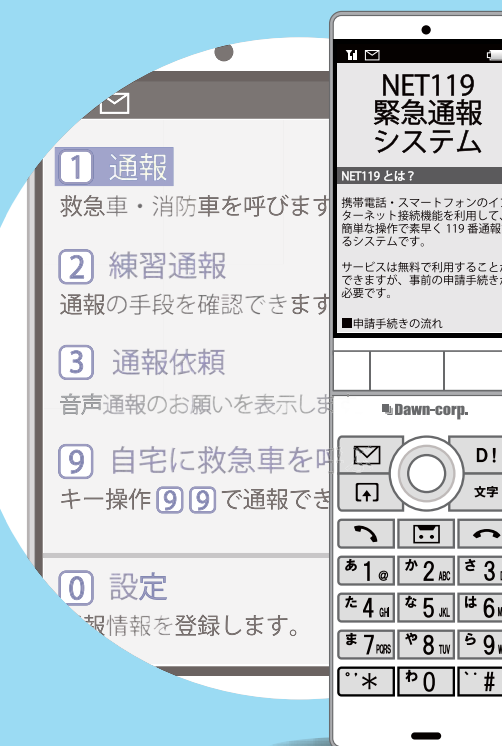 1 通報
救急車・消防車を呼びます
2 練習通報
通報の手段を確認できます
3 通報依頼
音声通報のお願いを表示しま
9 自宅に救急車を呼
キー操作 9 9 で通報でき
0 設定
報情報を登録します。
NET119
緊急通報
システム
NET119 とは?
携帯電話・スマートフォンのイン
ターネット接続機能を利用して、
簡単な操作で素早く 119 番通報
るシステムです。
サービスは無料で利用することが
できますが、事前の申請手続きが
必要です。
■申請手続きの流れ
Dawn-corp.
D!
文字
あ 1 @ か 2 ABC さ 3
た 4 GHI な 5 JKL は 6
ま 7 PQRS や 8 TUV ら 9
* わ 0 #